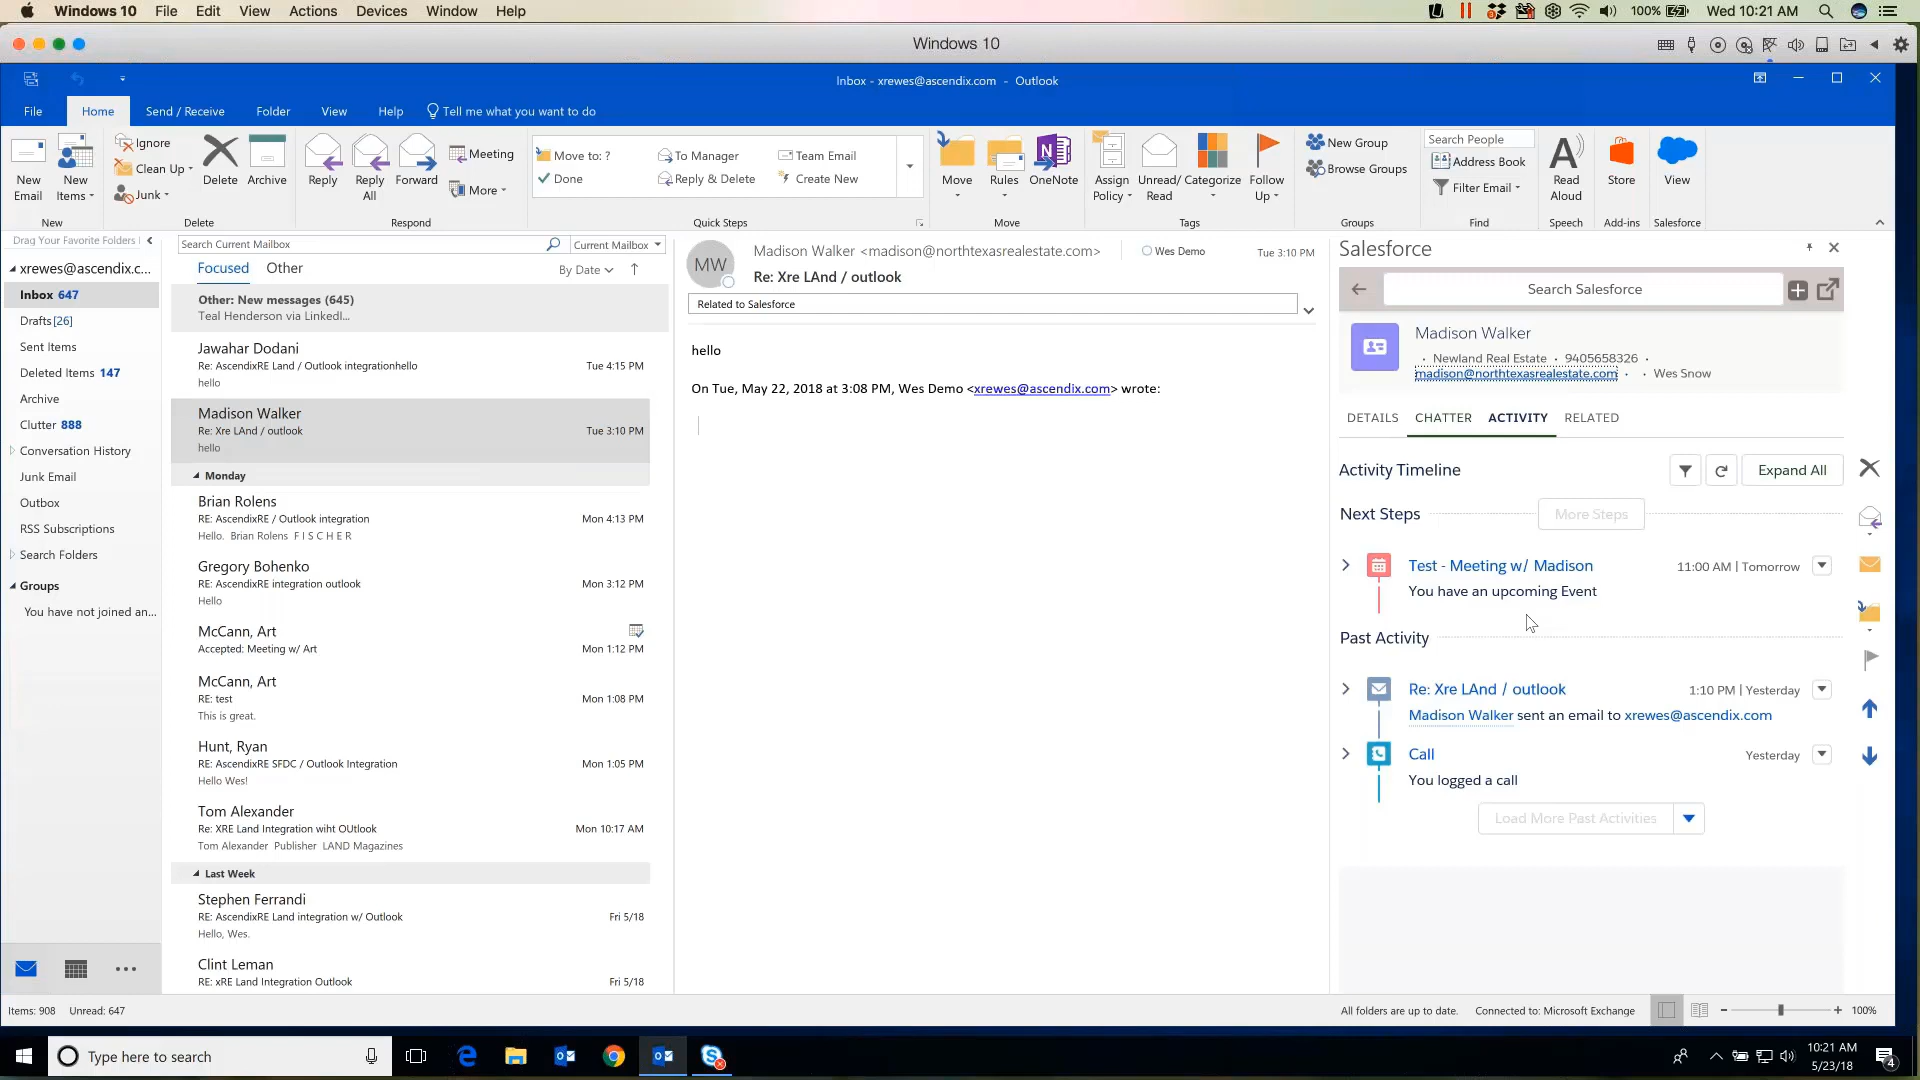 Windows 10 File Edit View Actions Devices Window Help 100% Wed 10:21 AM
Windows 10
Inbox - xrewes@ascendix.com - Outlook
File Home Send / Receive Folder View Help Tell me what you want to do
New Email
New Items
New
Ignore
Clean Up
Junk
Delete
Archive
Delete
Reply
Reply All
Forward
Meeting
More
Respond
Move to: ?
Done
To Manager
Reply & Delete
Team Email
Create New
Quick Steps
Move
Rules
OneNote
Move
Assign Policy
Unread/ Read
Categorize
Follow Up
Tags
New Group
Browse Groups
Groups
Search People
Address Book
Filter Email
Find
Read Aloud
Speech
Store
Add-ins
View
Salesforce
Drag Your Favorite Folders
xrewes@ascendix.c...
Inbox 647
Drafts [26]
Sent Items
Deleted Items 147
Archive
Clutter 888
Conversation History
Junk Email
Outbox
RSS Subscriptions
Search Folders
Groups
You have not joined an...
Search Current Mailbox Current Mailbox
Focused Other By Date
Other: New messages (645)
Teal Henderson via LinkedI...
Jawahar Dodani
Re: AscendixRE Land / Outlook integrationhello Tue 4:15 PM
hello
Madison Walker
Re: Xre LAnd / outlook Tue 3:10 PM
hello
Monday
Brian Rolens
RE: AscendixRE / Outlook integration Mon 4:13 PM
Hello. Brian Rolens F I S C H E R
Gregory Bohenko
RE: AscendixRE integration outlook Mon 3:12 PM
Hello
McCann, Art
Accepted: Meeting w/ Art Mon 1:12 PM
McCann, Art
RE: test Mon 1:08 PM
This is great.
Hunt, Ryan
RE: AscendixRE SFDC / Outlook Integration Mon 1:05 PM
Hello Wes!
Tom Alexander
Re: XRE Land Integration wiht OUtlook Mon 10:17 AM
Tom Alexander Publisher LAND Magazines
Last Week
Stephen Ferrandi
RE: AscendixRE Land integration w/ Outlook Fri 5/18
Hello, Wes.
Clint Leman
RE: xRE Land Integration Outlook Fri 5/18
MW
Madison Walker <madison@northtexasrealestate.com> Wes Demo Tue 3:10 PM
Re: Xre LAnd / outlook
Related to Salesforce
hello
On Tue, May 22, 2018 at 3:08 PM, Wes Demo <xrewes@ascendix.com> wrote:
Salesforce
Search Salesforce
Madison Walker
· Newland Real Estate · 9405658326 ·
madison@northtexasrealestate.com · · Wes Snow
DETAILS CHATTER ACTIVITY RELATED
Activity Timeline Expand All
Next Steps More Steps
Test - Meeting w/ Madison 11:00 AM | Tomorrow
You have an upcoming Event
Past Activity
Re: Xre LAnd / outlook 1:10 PM | Yesterday
Madison Walker sent an email to xrewes@ascendix.com
Call Yesterday
You logged a call
Load More Past Activities
Items: 908 Unread: 647 All folders are up to date. Connected to: Microsoft Exchange 100%
Type here to search
10:21 AM
5/23/18
4